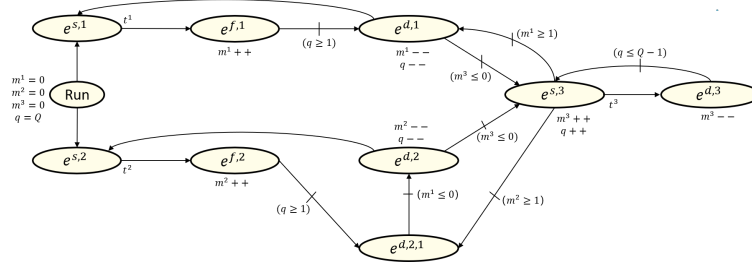 e^{s,1}
t^1
e^{f,1}
m^1 ++
(q ≥ 1)
e^{d,1}
m^1 --
q --
(m^1 ≥ 1)
(m^3 ≤ 0)
(q ≤ Q − 1)
m^1 = 0
m^2 = 0
m^3 = 0
q = Q
Run
e^{s,3}
m^3 ++
q ++
t^3
e^{d,3}
m^3 --
e^{s,2}
t^2
e^{f,2}
m^2 ++
m^2 --
q --
e^{d,2}
(m^3 ≤ 0)
(q ≥ 1)
(m^1 ≤ 0)
(m^2 ≥ 1)
e^{d,2,1}